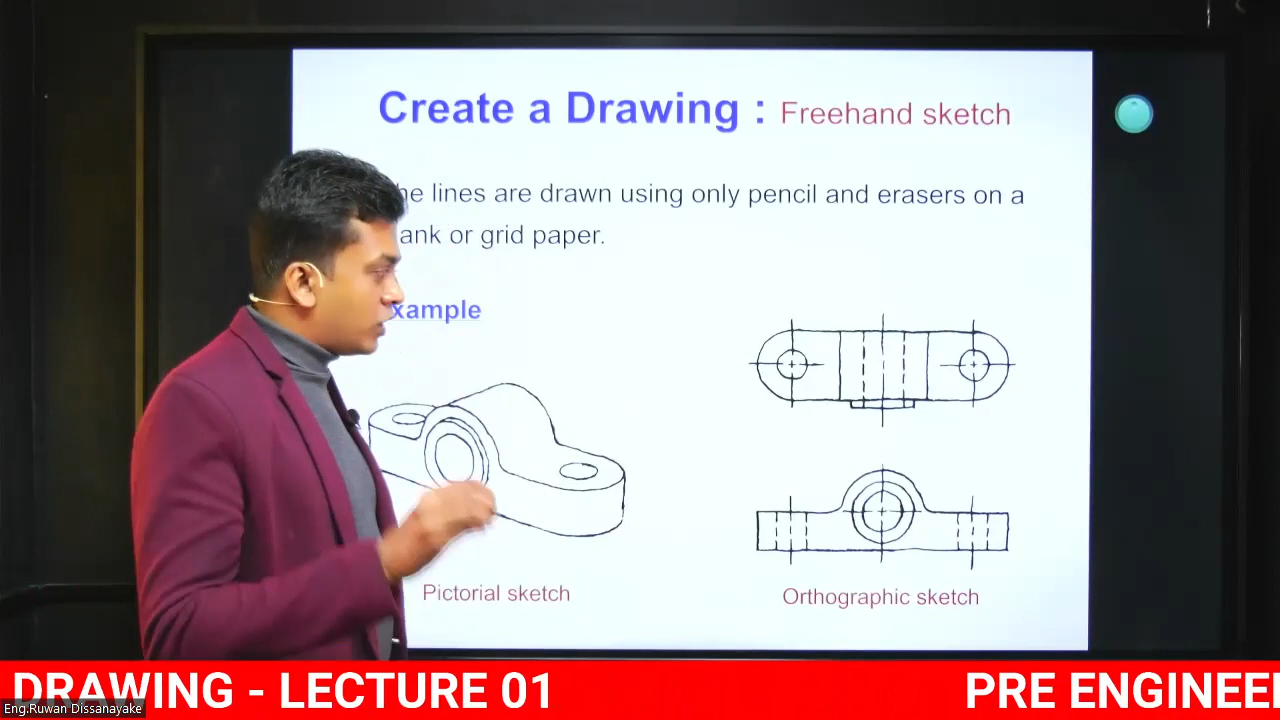 Create a Drawing : Freehand sketch
he lines are drawn using only pencil and erasers on a
ank or grid paper.
xample
Pictorial sketch
Orthographic sketch
DRAWING - LECTURE 01
PRE ENGINEE
Eng.Ruwan Dissanayake